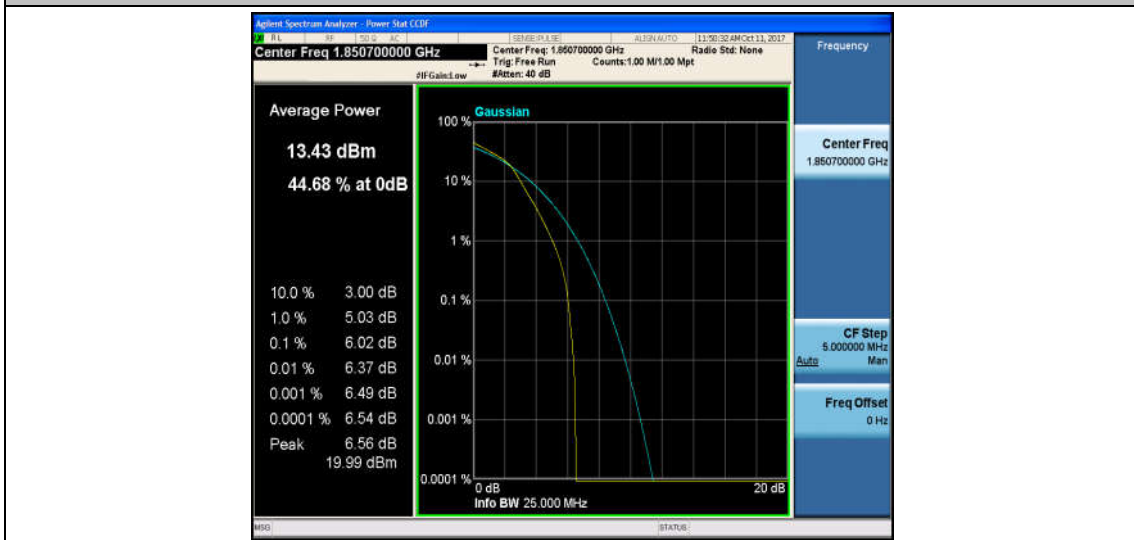 Agilent Spectrum Analyzer - Power Stat CCDF
RL RF 50 Ω AC SENSE:PULSE ALIGN AUTO 11:50:32 AM Oct 11, 2017
Center Freq 1.850700000 GHz
Center Freq: 1.850700000 GHz Radio Std: None
Trig: Free Run Counts:1.00 M/1.00 Mpt
#IFGain:Low #Atten: 40 dB
Frequency
Average Power
13.43 dBm
44.68 % at 0dB
10.0 % 3.00 dB
1.0 % 5.03 dB
0.1 % 6.02 dB
0.01 % 6.37 dB
0.001 % 6.49 dB
0.0001 % 6.54 dB
Peak 6.56 dB
19.99 dBm
Gaussian
100 %
10 %
1 %
0.1 %
0.01 %
0.001 %
0.0001 %
0 dB 20 dB
Info BW 25.000 MHz
Center Freq
1.850700000 GHz
CF Step
5.000000 MHz
Auto Man
Freq Offset
0 Hz
MSG STATUS